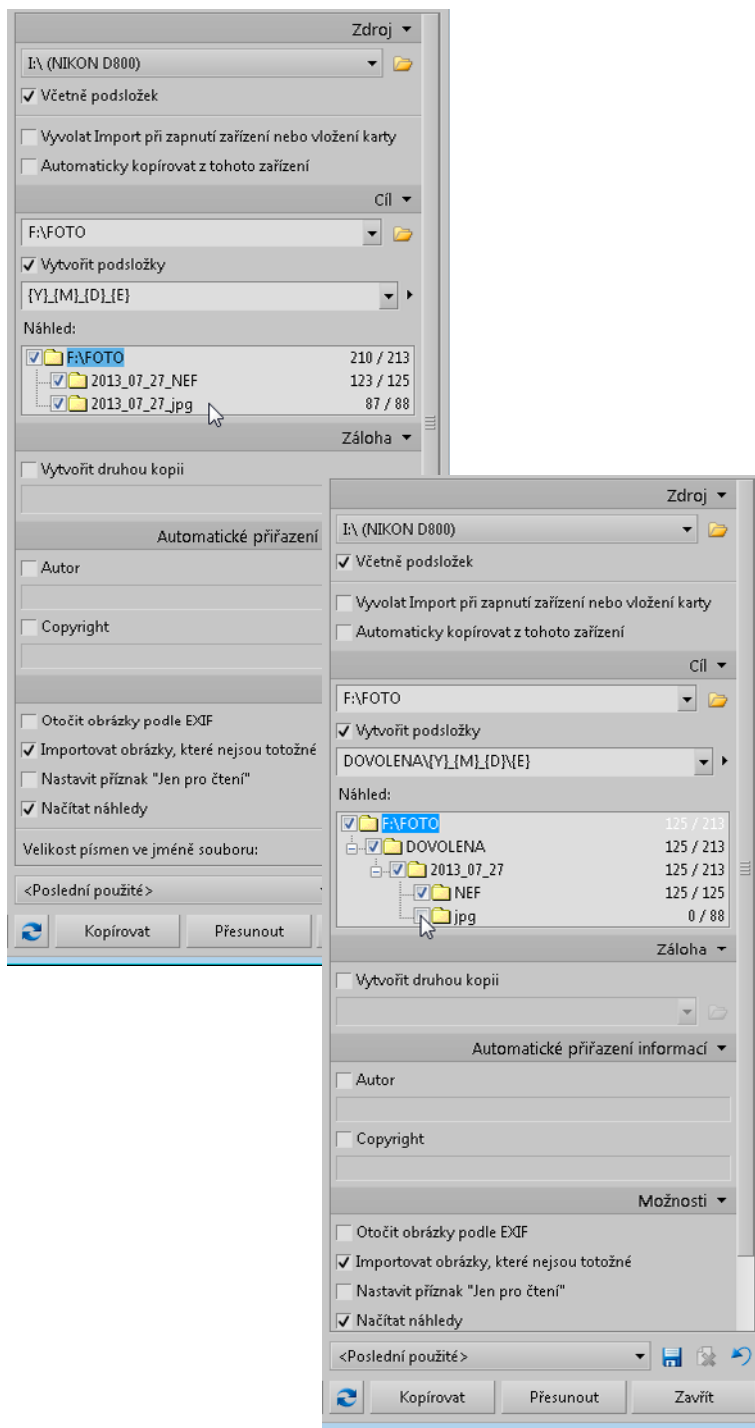 Zdroj
I:\ (NIKON D800)
Včetně podsložek
Vyvolat Import při zapnutí zařízení nebo vložení karty
Automaticky kopírovat z tohoto zařízení
Cíl
F:\FOTO
Vytvořit podsložky
{Y}_{M}_{D}_{E}
Náhled:
F:\FOTO 210 / 213
2013_07_27_NEF 123 / 125
2013_07_27_jpg 87 / 88
Záloha
Vytvořit druhou kopii
Automatické přiřazení
Autor
Copyright
Otočit obrázky podle EXIF
Importovat obrázky, které nejsou totožné
Nastavit příznak "Jen pro čtení"
Načítat náhledy
Velikost písmen ve jméně souboru:
<Poslední použité>
Kopírovat Přesunout
Zdroj
I:\ (NIKON D800)
Včetně podsložek
Vyvolat Import při zapnutí zařízení nebo vložení karty
Automaticky kopírovat z tohoto zařízení
Cíl
F:\FOTO
Vytvořit podsložky
DOVOLENA\{Y}_{M}_{D}\{E}
Náhled:
F:\FOTO 125 / 213
DOVOLENA 125 / 213
2013_07_27 125 / 213
NEF 125 / 125
jpg 0 / 88
Záloha
Vytvořit druhou kopii
Automatické přiřazení informací
Autor
Copyright
Možnosti
Otočit obrázky podle EXIF
Importovat obrázky, které nejsou totožné
Nastavit příznak "Jen pro čtení"
Načítat náhledy
<Poslední použité>
Kopírovat Přesunout Zavřít